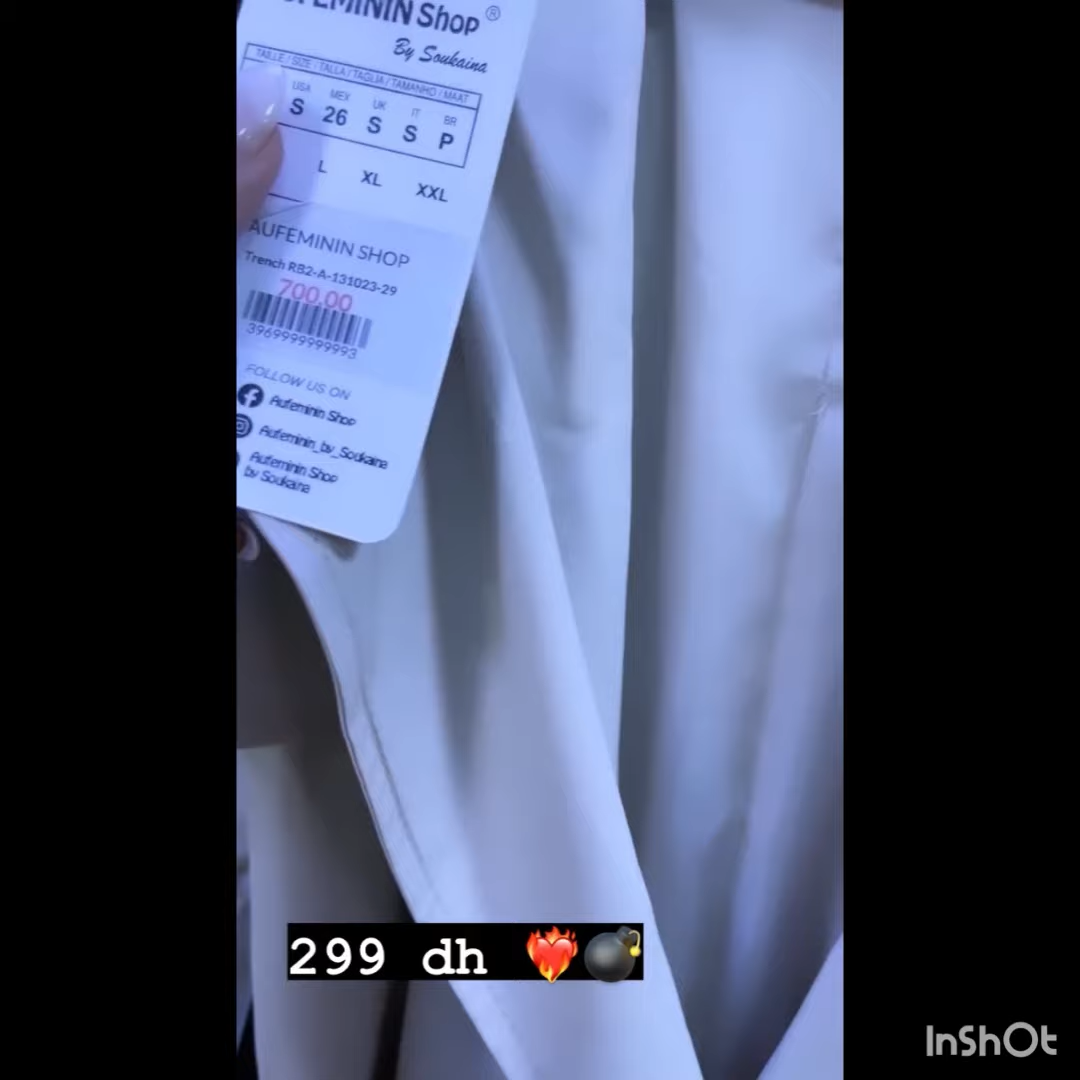 FEMININ Shop ®
By Soukaina
TAILLE / SIZE / TALLA / TAGLIA / TAMANHO / MAAT
USA MEX UK IT BR
S 26 S S P
L XL XXL
AUFEMININ SHOP
Trench RB2-A-131023-29
700.00
3969999999993
FOLLOW US ON
Aufeminin Shop
Aufeminin_by_Soukaina
Aufeminin Shop
by Soukaina
299 dh ❤️‍🔥💣
InShOt